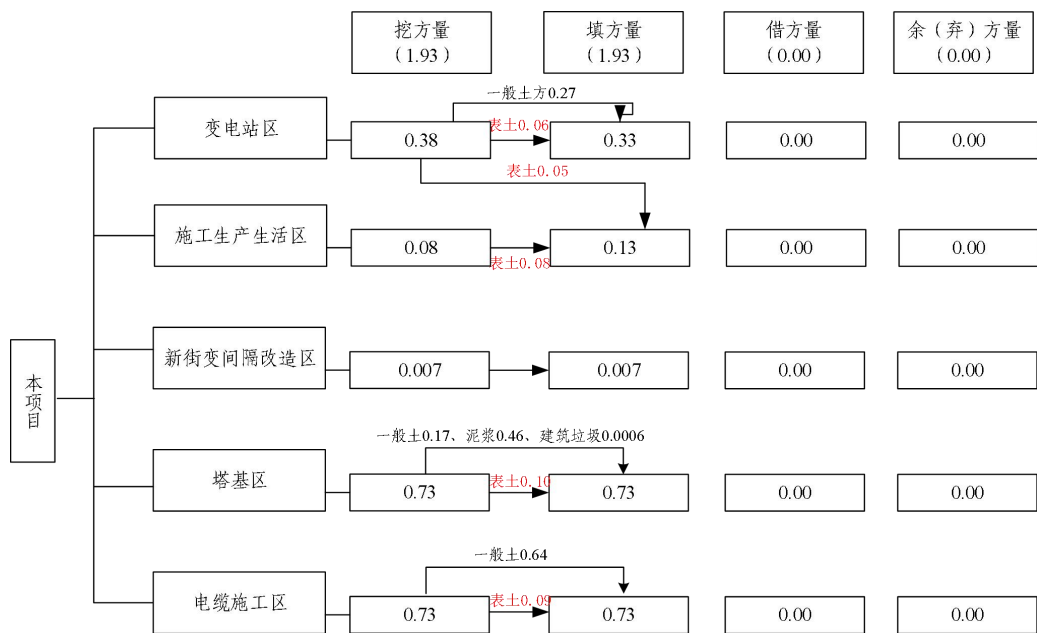 挖方量
（1.93）
填方量
（1.93）
借方量
（0.00）
余（弃）方量
（0.00）
一般土方0.27
变电站区
0.38
表土0.06
0.33
0.00
0.00
表土0.05
施工生产生活区
0.08
表土0.08
0.13
0.00
0.00
本项目
新街变间隔改造区
0.007
0.007
0.00
0.00
一般土0.17、泥浆0.46、建筑垃圾0.0006
塔基区
0.73
表土0.10
0.73
0.00
0.00
一般土0.64
电缆施工区
0.73
表土0.09
0.73
0.00
0.00